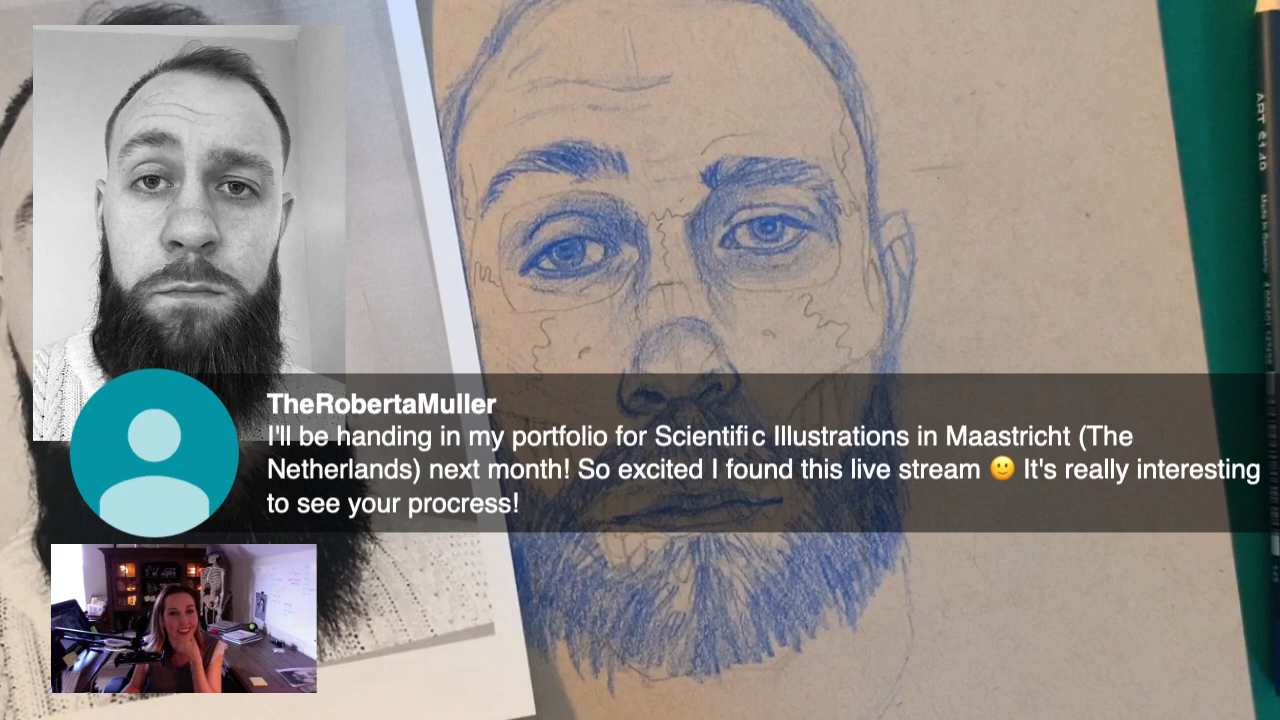 TheRobertaMuller
I'll be handing in my portfolio for Scientific Illustrations in Maastricht (The
Netherlands) next month! So excited I found this live stream 🙂 It's really interesting
to see your procress!